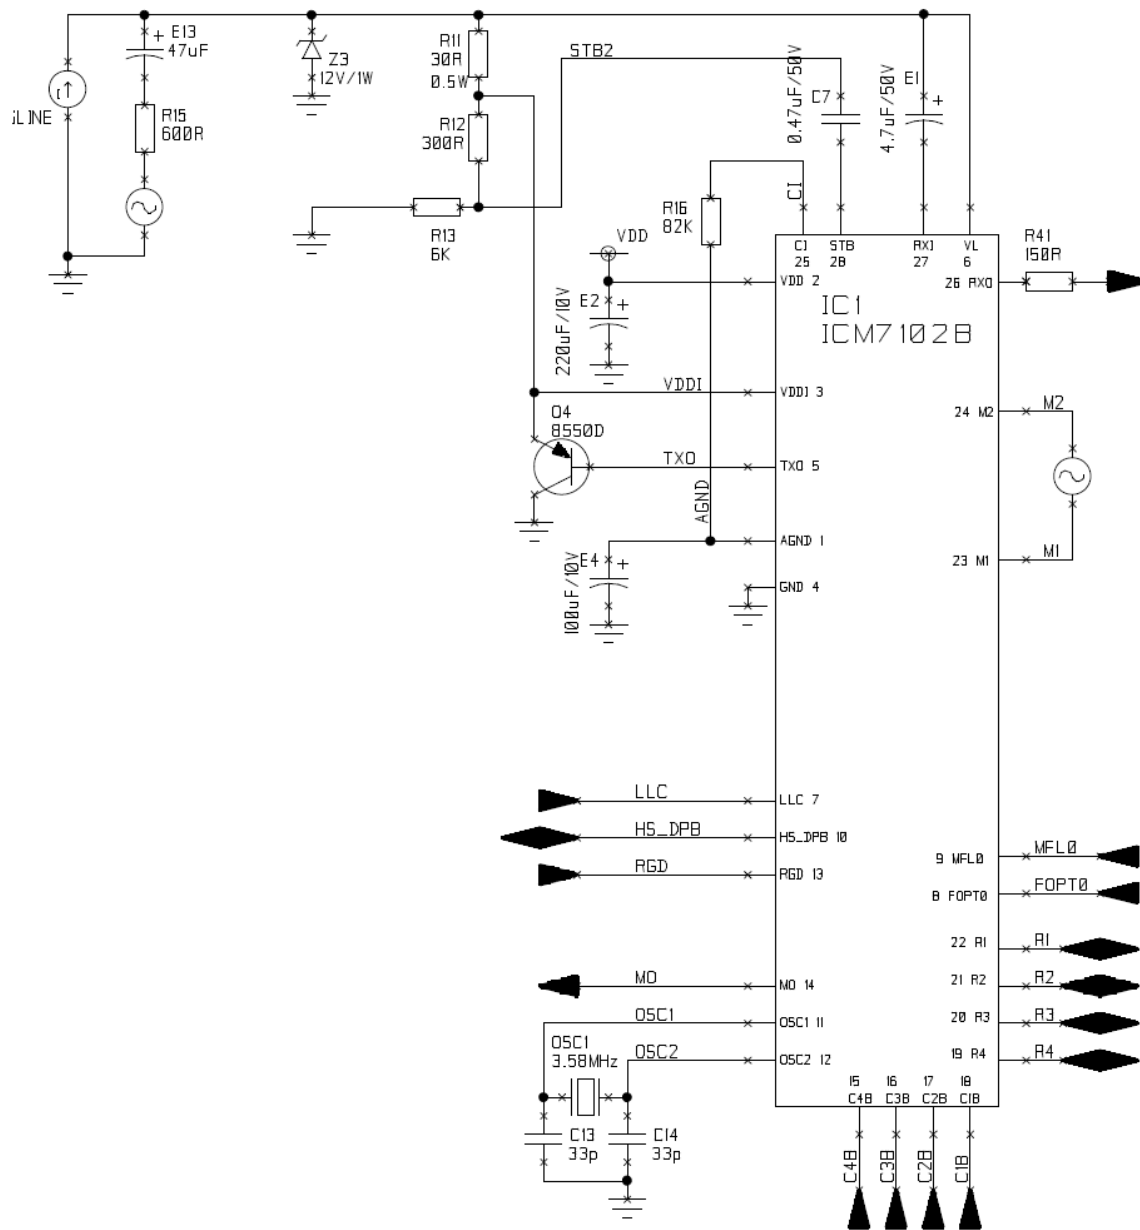 E13
+
47uF
Z3
12V/1W
R11
30R
0.5W
STB2
0.47uF/50V
C7
4.7uF/50V
E1
+
iLINE
R15
600R
R12
300R
R13
6K
R16
82K
CI
VDD
CI
25
STB
28
RXI
27
VL
6
R41
150R
VDD 2
26 RXO
E2
+
220uF/10V
IC1
ICM7102B
VDDI
VDDI 3
24 M2
M2
Q4
8550D
TXO
TXO 5
AGND
AGND 1
23 M1
M1
E4
+
100uF/10V
GND 4
LLC
LLC 7
HS_DPB
HS_DPB 10
RGD
RGD 13
9 MFL0
MFL0
8 FOPT0
FOPT0
22 R1
R1
MO
MO 14
21 R2
R2
OSC1
OSC1 11
20 R3
R3
OSC1
3.58MHz
OSC2
OSC2 12
19 R4
R4
15
C4B
16
C3B
17
C2B
18
C1B
C13
33p
C14
33p
C4B
C3B
C2B
C1B